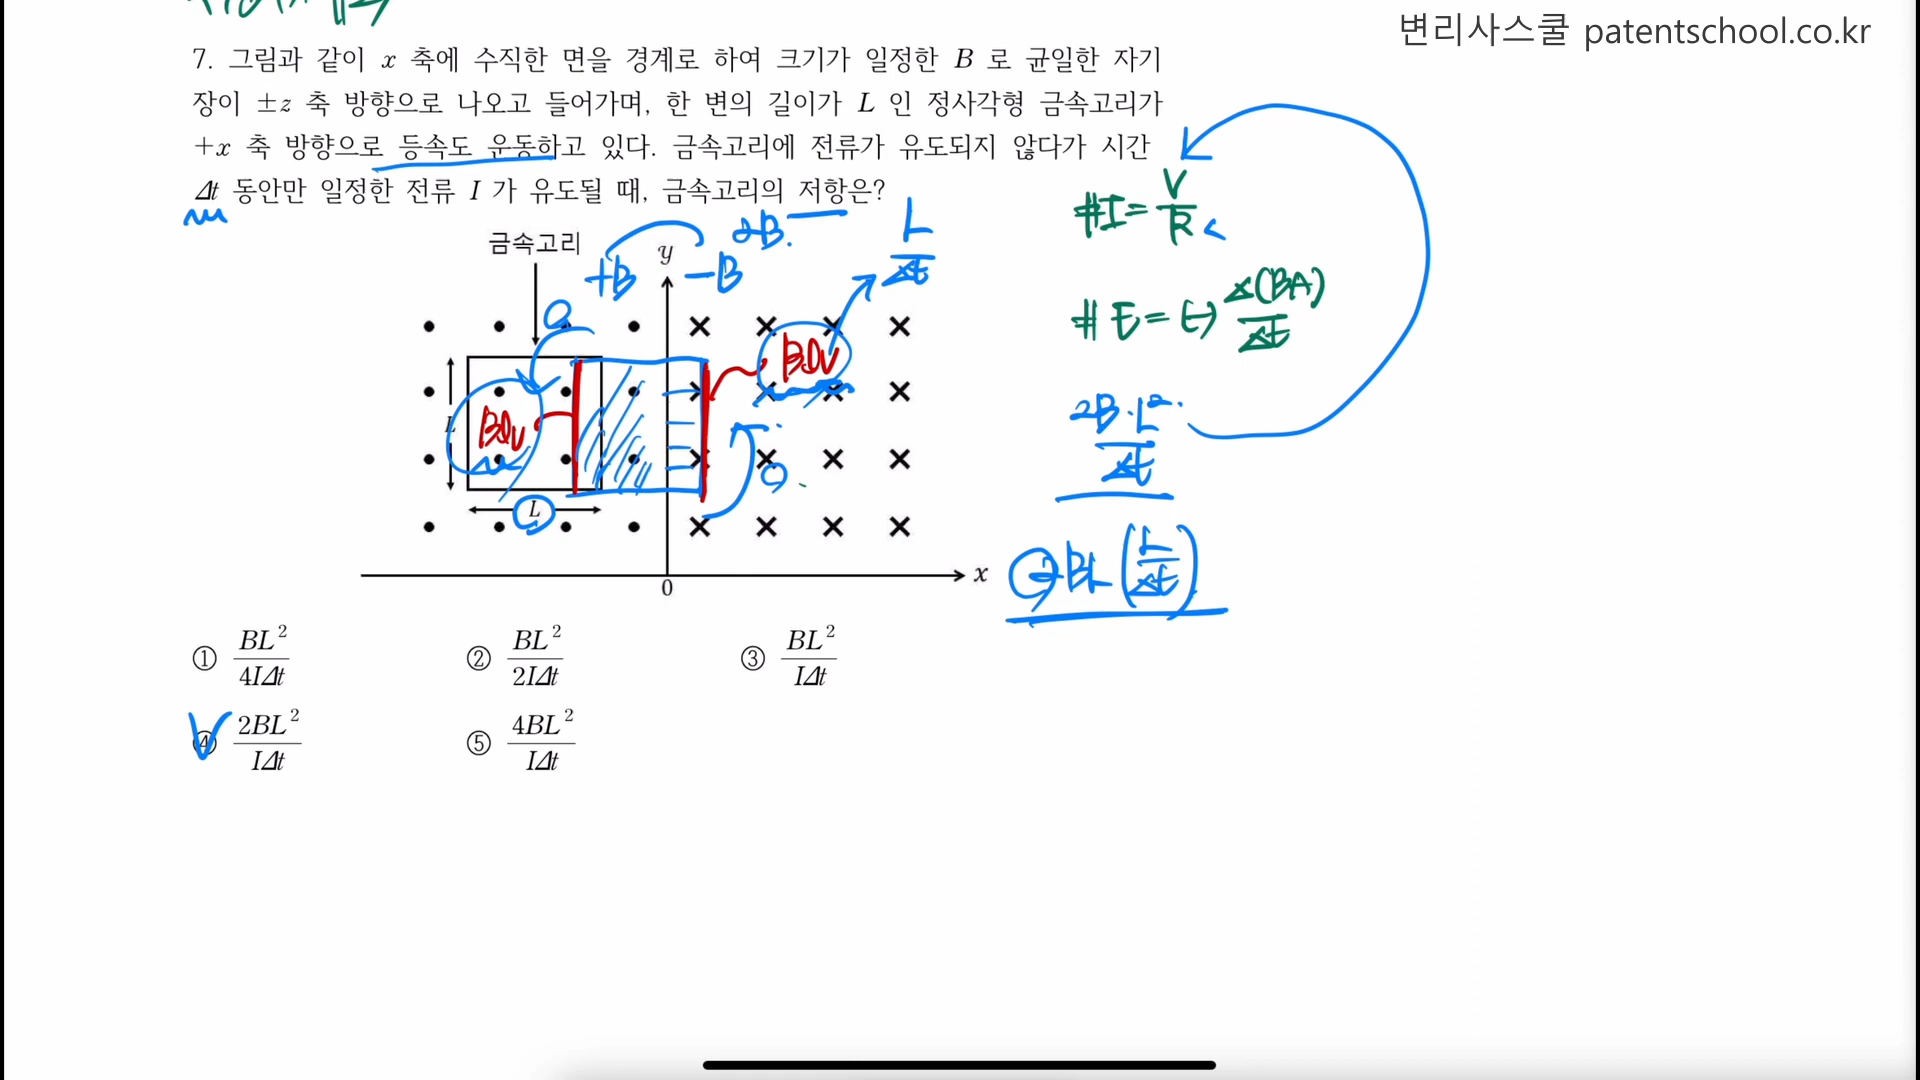 변리사스쿨 patentschool.co.kr
7. 그림과 같이 x 축에 수직한 면을 경계로 하여 크기가 일정한 B 로 균일한 자기
장이 ±z 축 방향으로 나오고 들어가며, 한 변의 길이가 L 인 정사각형 금속고리가
+x 축 방향으로 등속도 운동하고 있다. 금속고리에 전류가 유도되지 않다가 시간
Δt 동안만 일정한 전류 I 가 유도될 때, 금속고리의 저항은?
#I = V/R
금속고리
y
2B.
L/Δt
+B
-B
# E = (-) Δ(BA)/Δt
Blv
Blv
L
2B·L²/Δt
L
2BL(L/Δt)
0
x
① BL²/4IΔt
② BL²/2IΔt
③ BL²/IΔt
④ 2BL²/IΔt
⑤ 4BL²/IΔt